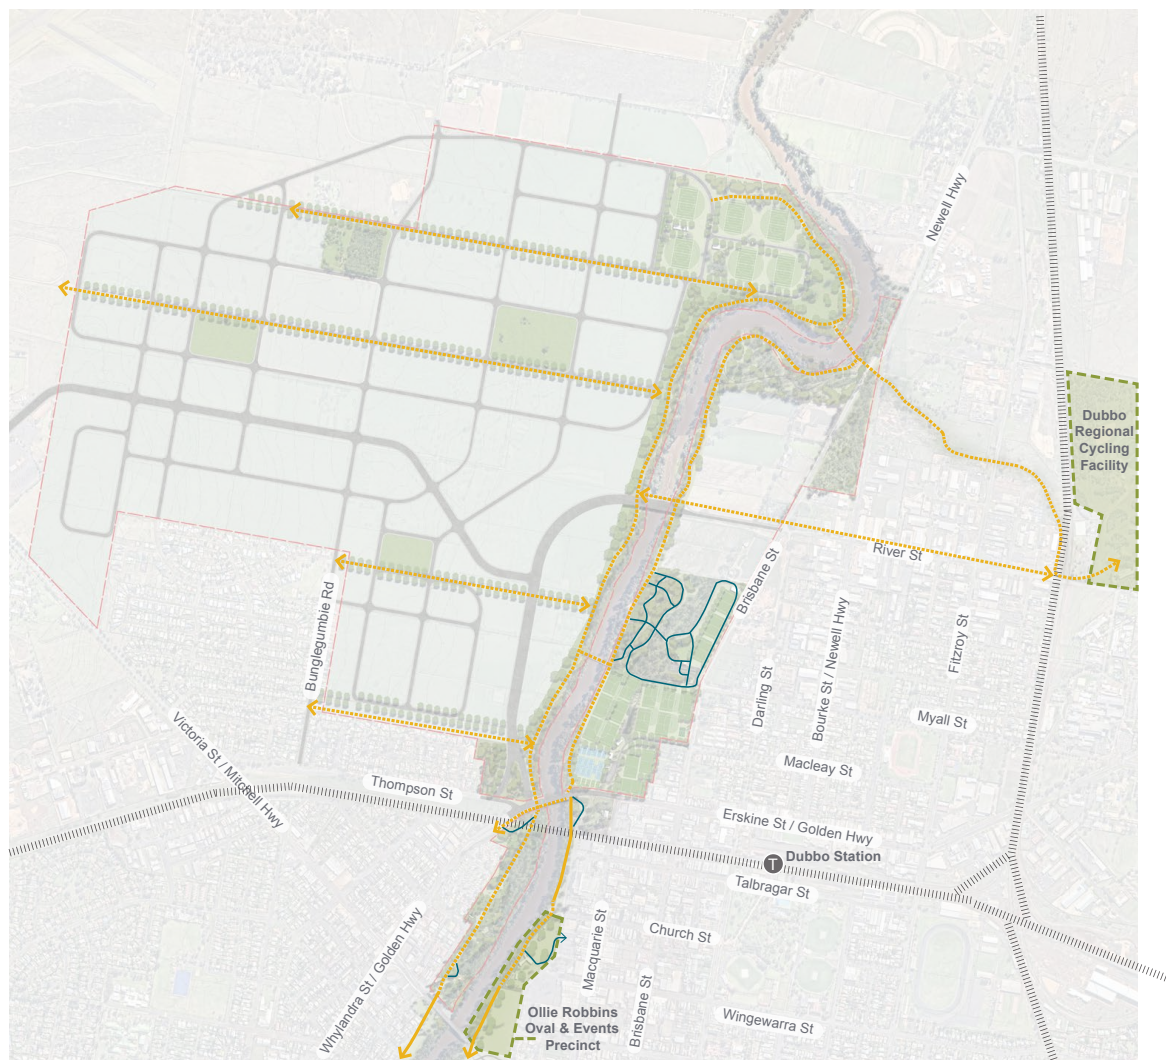 Newell Hwy
Dubbo
Regional
Cycling
Facility
River St
Brisbane St
Bunglegumbie Rd
Fitzroy St
Bourke St / Newell Hwy
Darling St
Myall St
Victoria St / Mitchell Hwy
Macleay St
Thompson St
Erskine St / Golden Hwy
T
Dubbo Station
Talbragar St
Whylandra St / Golden Hwy
Macquarie St
Church St
Brisbane St
Ollie Robbins
Oval & Events
Precinct
Wingewarra St